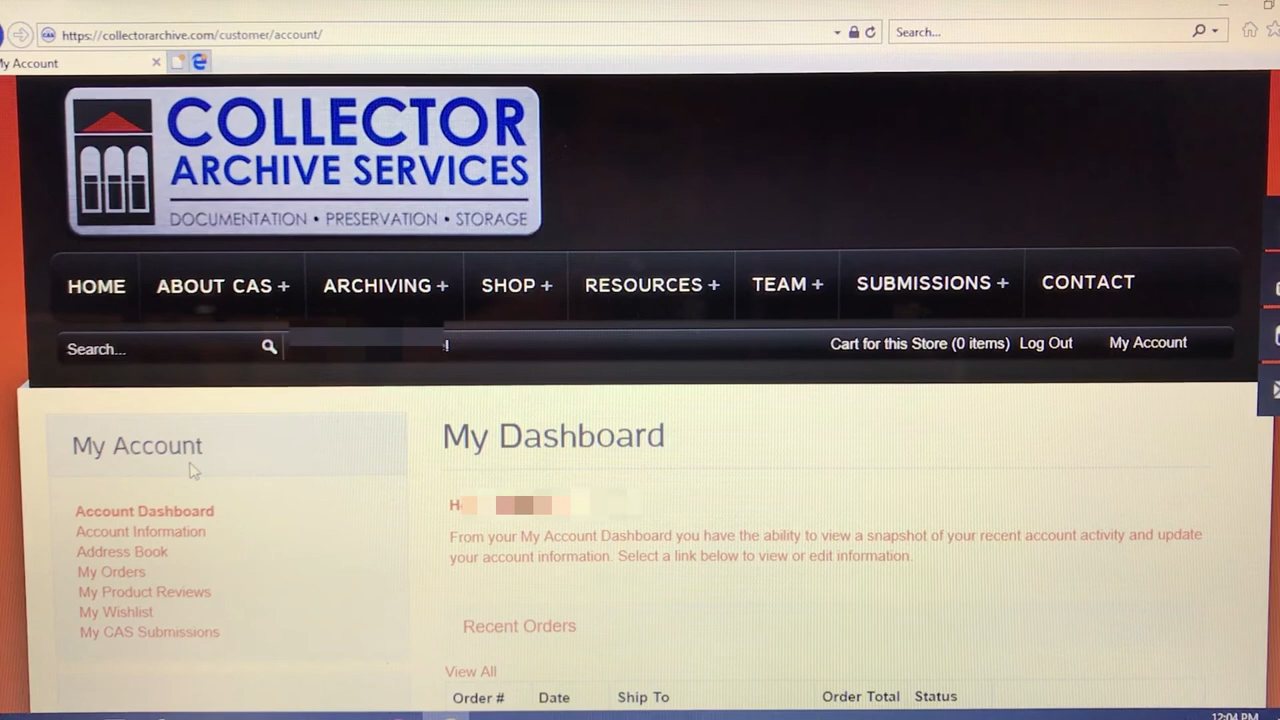 https://collectorarchive.com/customer/account/
Search...
My Account
COLLECTOR
ARCHIVE SERVICES
DOCUMENTATION • PRESERVATION • STORAGE
HOME ABOUT CAS + ARCHIVING + SHOP + RESOURCES + TEAM + SUBMISSIONS + CONTACT
Search... Cart for this Store (0 items) Log Out My Account
My Account
Account Dashboard
Account Information
Address Book
My Orders
My Product Reviews
My Wishlist
My CAS Submissions
My Dashboard
From your My Account Dashboard you have the ability to view a snapshot of your recent account activity and update
your account information. Select a link below to view or edit information.
Recent Orders
View All
Order # Date Ship To Order Total Status
12:04 PM